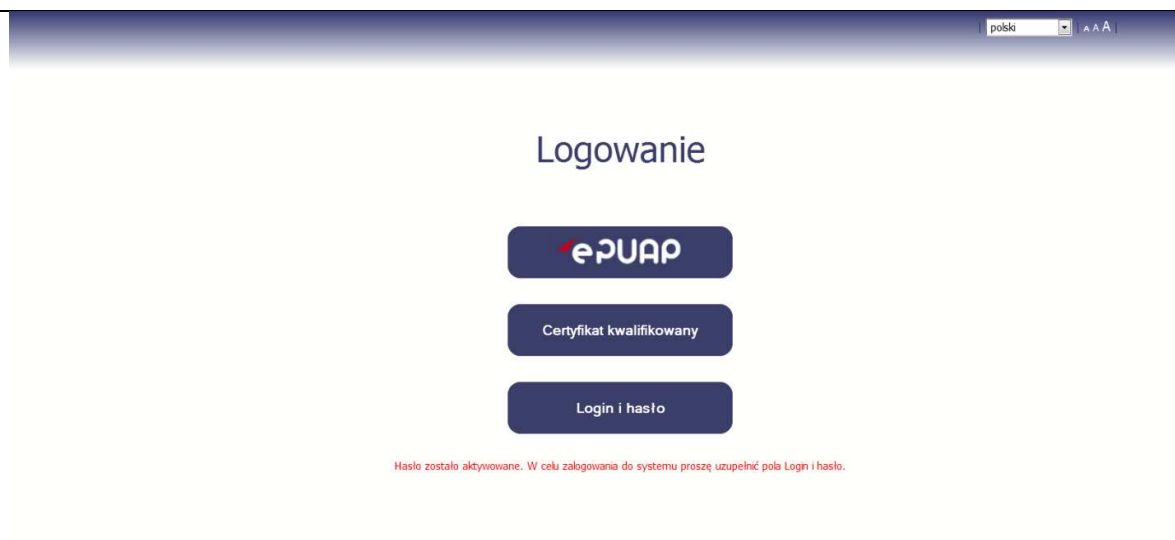 polski | A A A |
Logowanie
ePUAP
Certyfikat kwalifikowany
Login i hasło
Hasło zostało aktywowane. W celu zalogowania do systemu proszę uzupełnić pola Login i hasło.